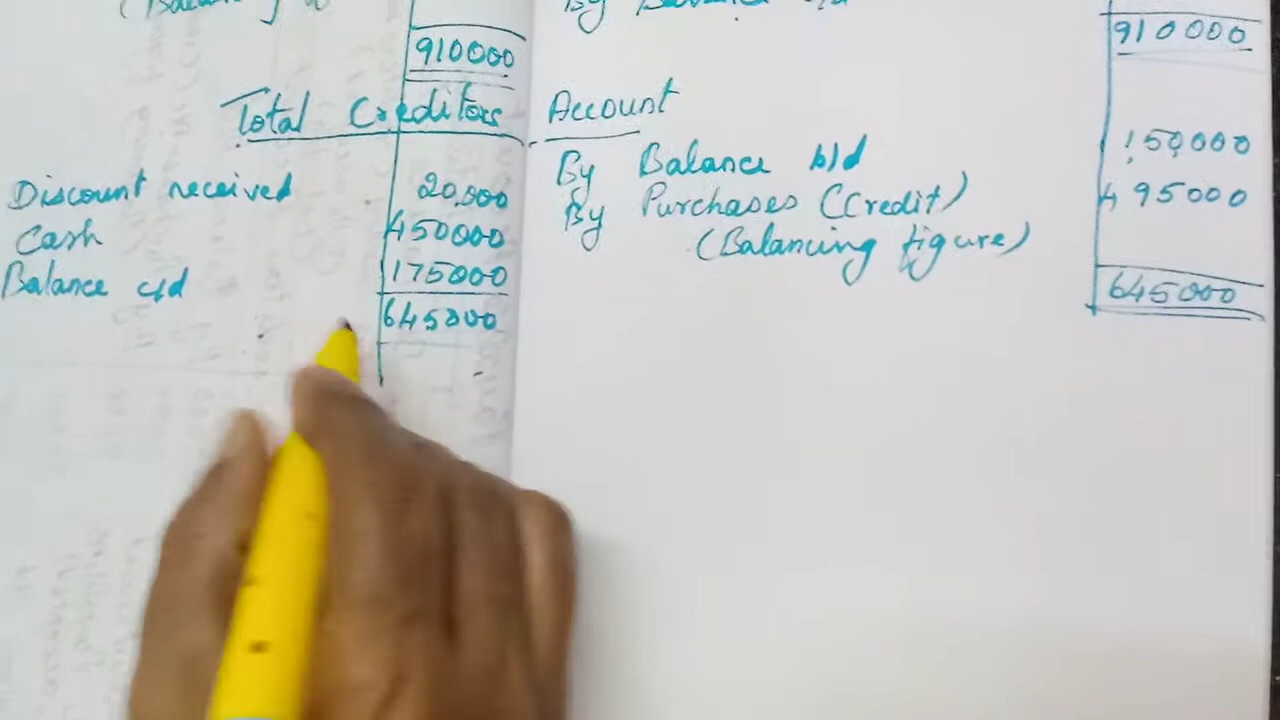 910000
910000
Total Creditors Account
Discount received 20,000
Cash 450000
Balance c/d 175000
645000
By Balance b/d 150000
By Purchases (Credit) 495000
(Balancing figure)
645000